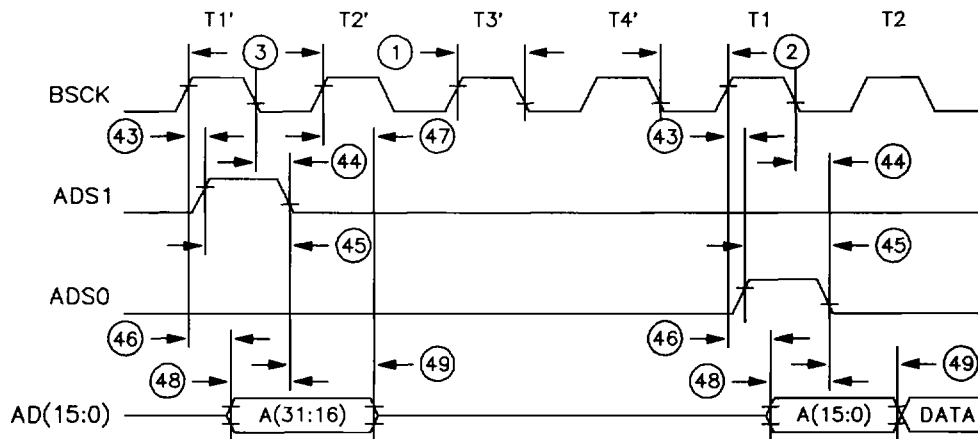 T1' T2' T3' T4' T1 T2
3 1 2
BSCK
43 47 43
44 44
ADS1
45 45
ADS0
46 46
48 49 48 49
AD(15:0) A(31:16) A(15:0) DATA